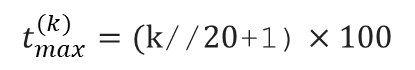 t_{max}^{(k)} = (k//20+1) × 100